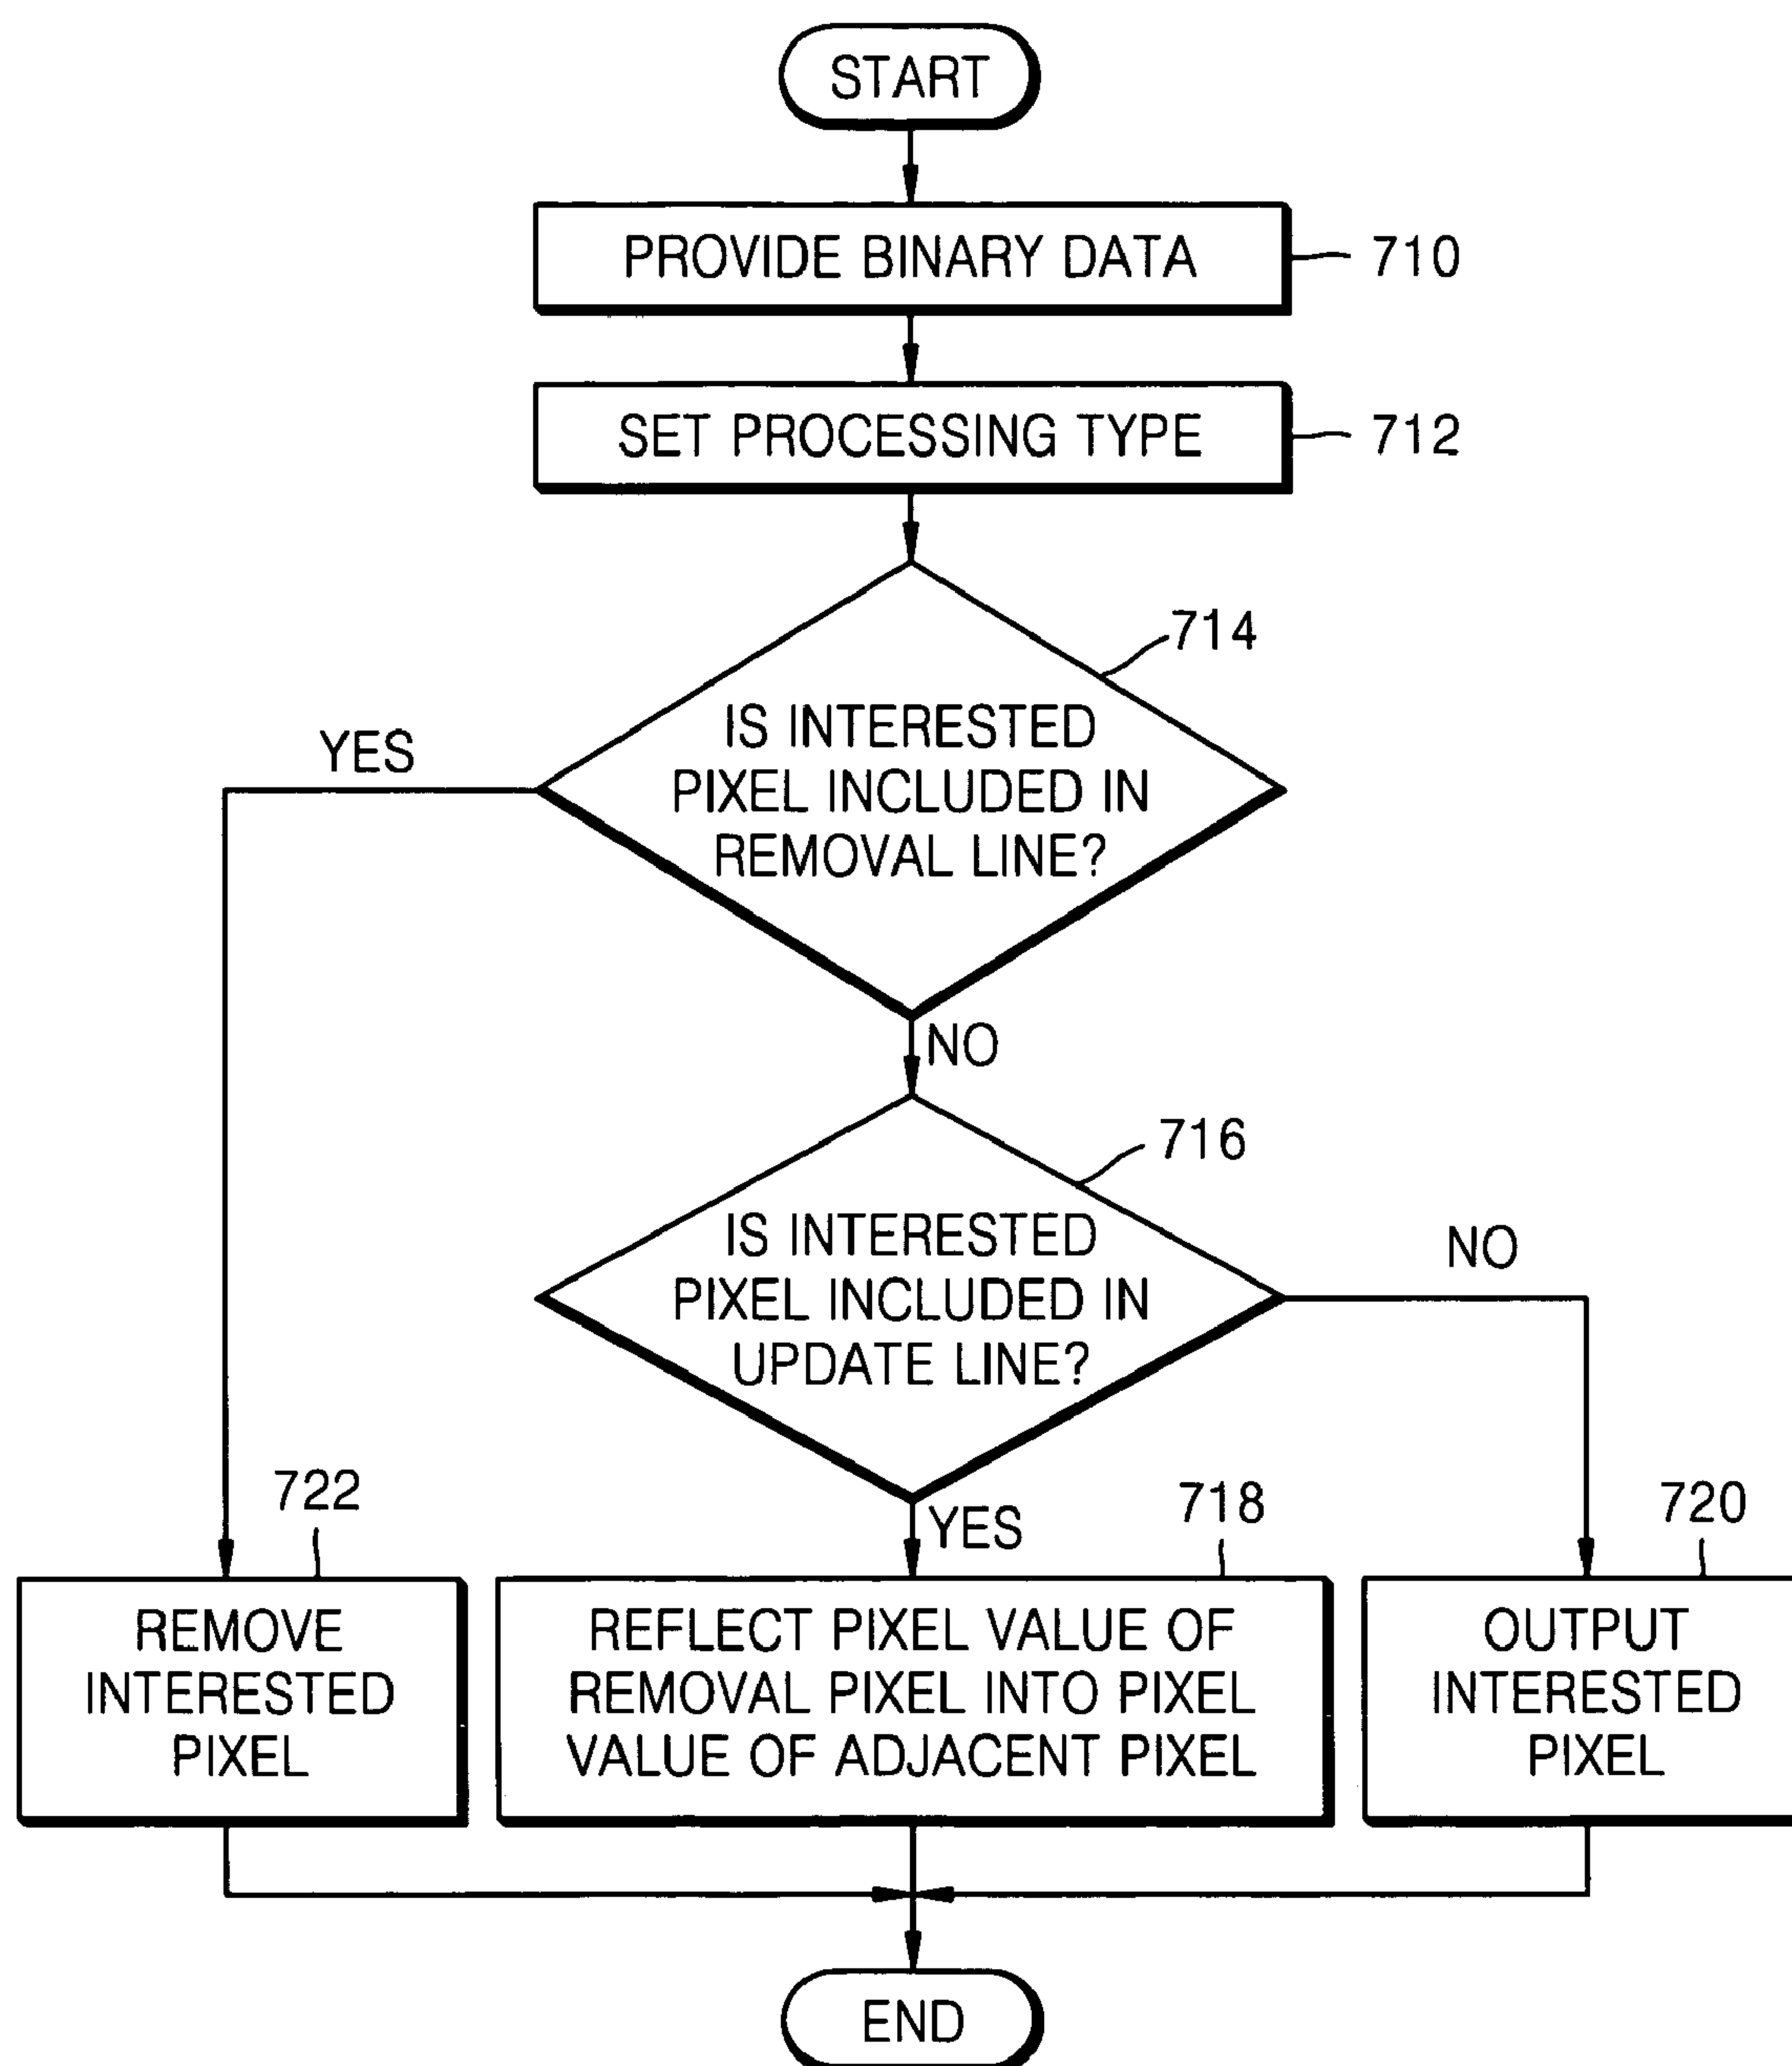 START
PROVIDE BINARY DATA
710
SET PROCESSING TYPE
712
714
IS INTERESTED
PIXEL INCLUDED IN
REMOVAL LINE?
YES
NO
716
IS INTERESTED
PIXEL INCLUDED IN
UPDATE LINE?
NO
YES
722
REMOVE
INTERESTED
PIXEL
718
REFLECT PIXEL VALUE OF
REMOVAL PIXEL INTO PIXEL
VALUE OF ADJACENT PIXEL
720
OUTPUT
INTERESTED
PIXEL
END